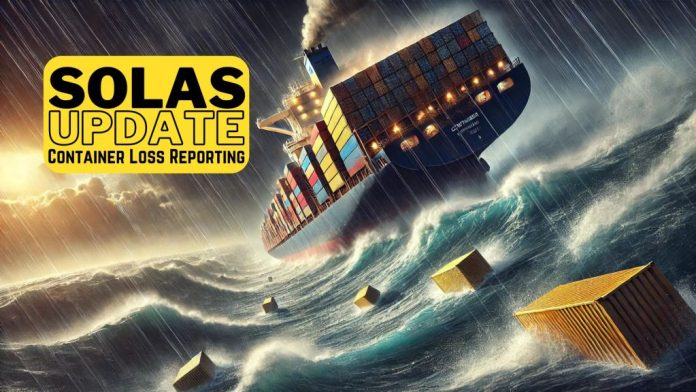 SOLAS
UPDATE
CONTAINER LOSS REPORTING